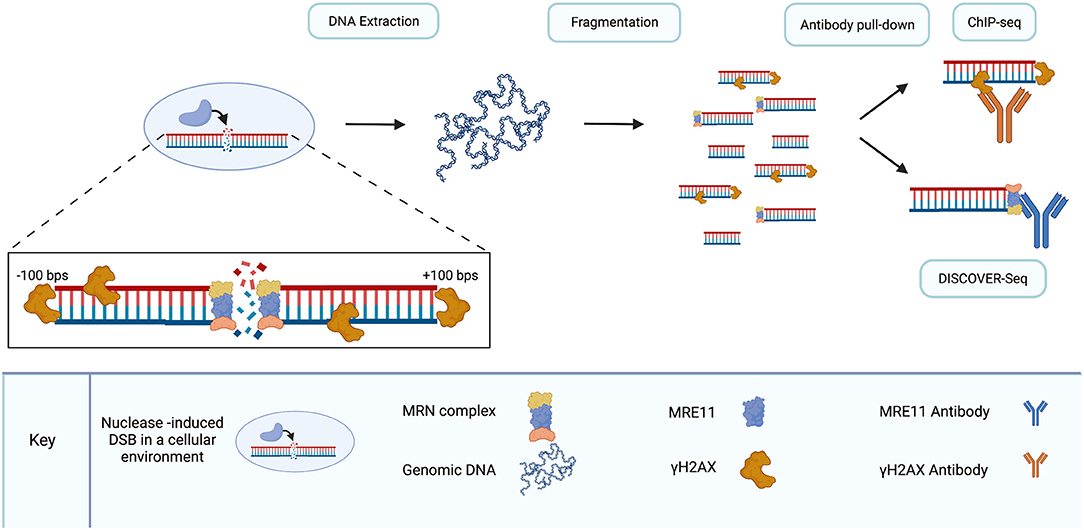 DNA Extraction
Fragmentation
Antibody pull-down
ChIP-seq
-100 bps
+100 bps
DISCOVER-Seq
Key
Nuclease -induced
DSB in a cellular
environment
MRN complex
Genomic DNA
MRE11
γH2AX
MRE11 Antibody
γH2AX Antibody